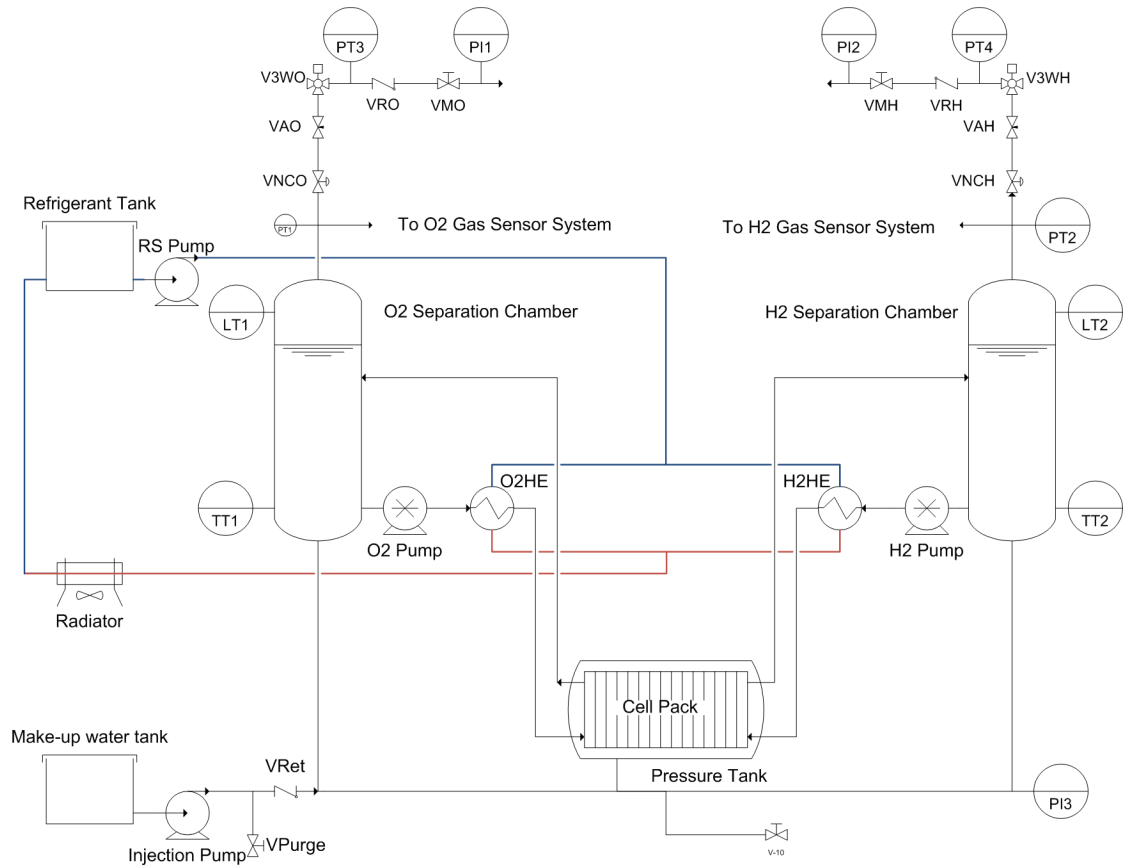 PT3
PI1
PI2
PT4
V3WO
V3WH
VRO
VMO
VMH
VRH
VAO
VAH
VNCO
VNCH
Refrigerant Tank
PT1
To O2 Gas Sensor System
To H2 Gas Sensor System
PT2
RS Pump
LT1
O2 Separation Chamber
H2 Separation Chamber
LT2
O2HE
H2HE
TT1
TT2
O2 Pump
H2 Pump
Radiator
Cell Pack
Make-up water tank
VRet
Pressure Tank
PI3
Injection Pump
VPurge
V-10